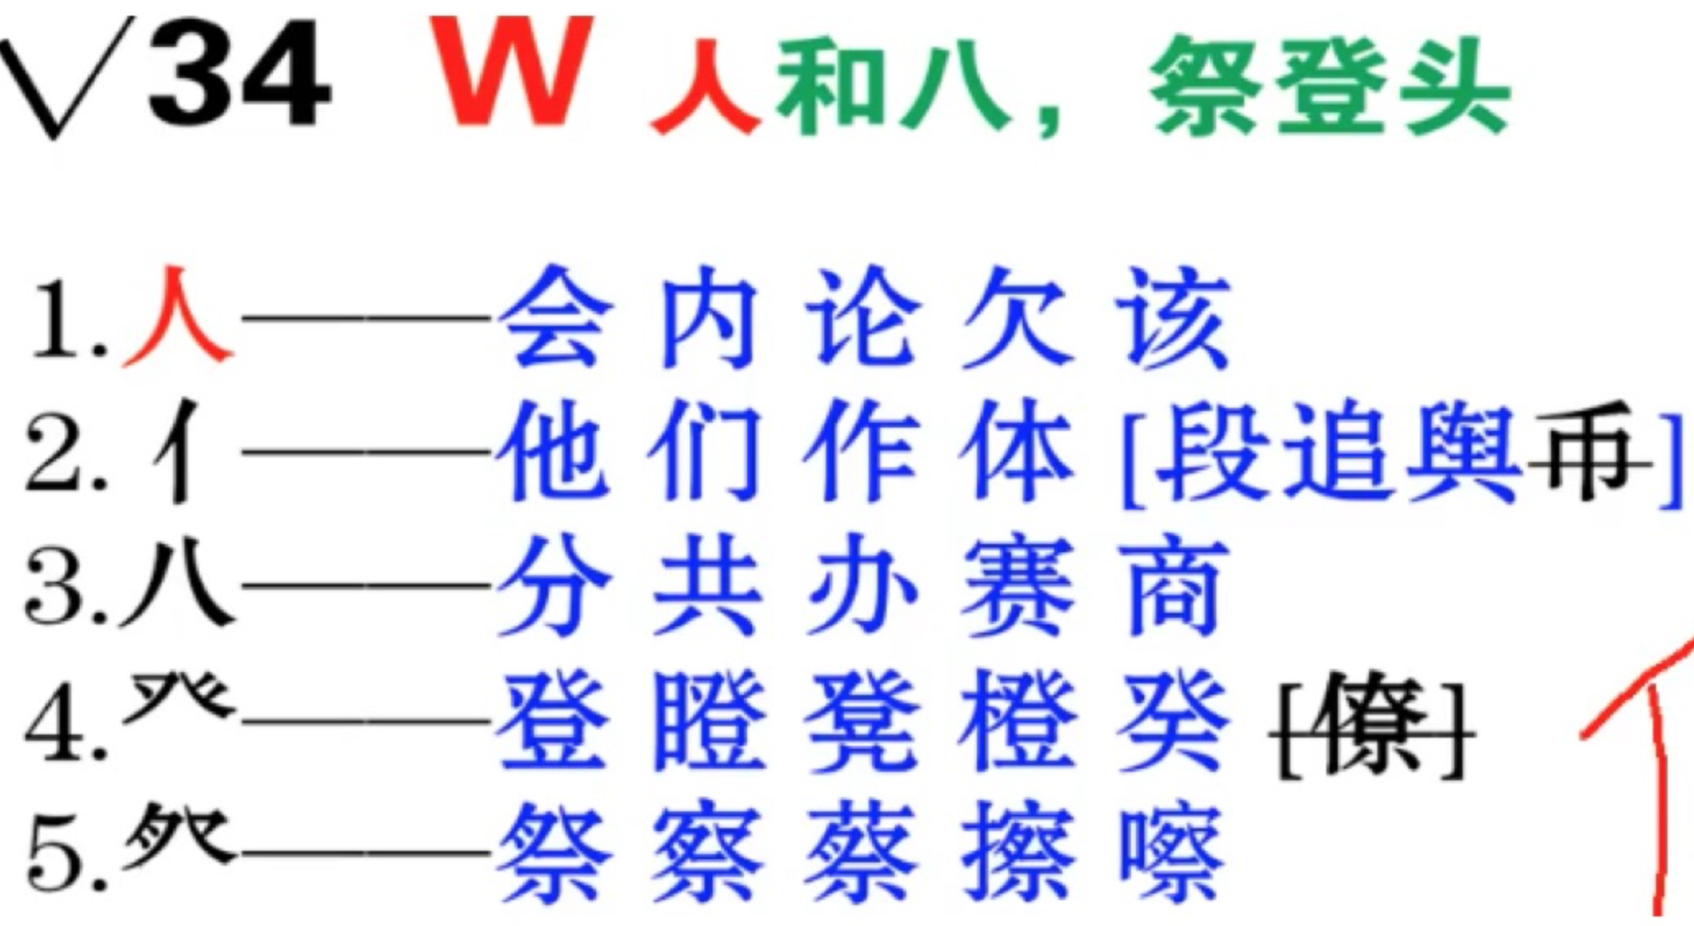 √34 W 人和八，祭登头
1.人——会 内 论 欠 该
2.亻——他 们 作 体 [段追舆币]
3.八——分 共 办 赛 商
4.癶——登 瞪 凳 橙 癸 [僚]
5.𥘅——祭 察 蔡 擦 嚓